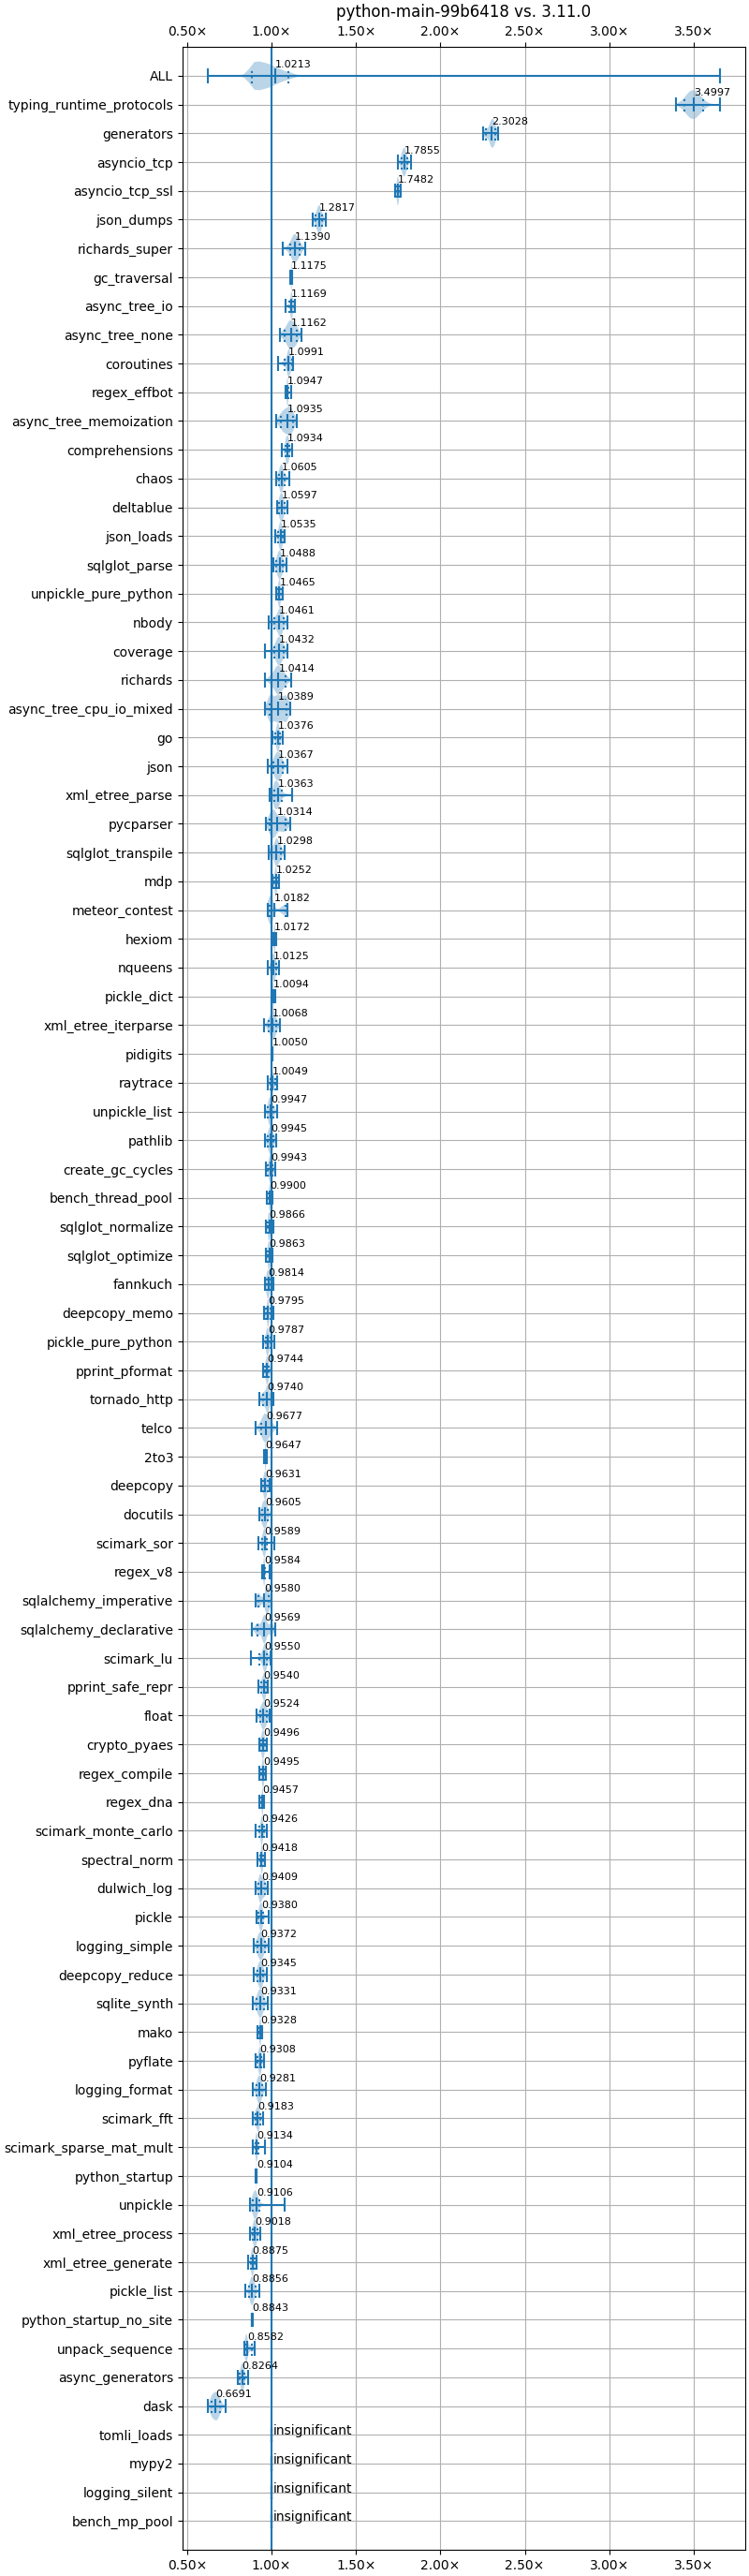 python-main-99b6418 vs. 3.11.0
0.50× 1.00× 1.50× 2.00× 2.50× 3.00× 3.50×
ALL 1.0213
typing_runtime_protocols 3.4997
generators 2.3028
asyncio_tcp 1.7855
asyncio_tcp_ssl 1.7482
json_dumps 1.2817
richards_super 1.1390
gc_traversal 1.1175
async_tree_io 1.1169
async_tree_none 1.1162
coroutines 1.0991
regex_effbot 1.0947
async_tree_memoization 1.0935
comprehensions 1.0934
chaos 1.0605
deltablue 1.0597
json_loads 1.0535
sqlglot_parse 1.0488
unpickle_pure_python 1.0465
nbody 1.0461
coverage 1.0432
richards 1.0414
async_tree_cpu_io_mixed 1.0389
go 1.0376
json 1.0367
xml_etree_parse 1.0363
pycparser 1.0314
sqlglot_transpile 1.0298
mdp 1.0252
meteor_contest 1.0182
hexiom 1.0172
nqueens 1.0125
pickle_dict 1.0094
xml_etree_iterparse 1.0068
pidigits 1.0050
raytrace 1.0049
unpickle_list 0.9947
pathlib 0.9945
create_gc_cycles 0.9943
bench_thread_pool 0.9900
sqlglot_normalize 0.9866
sqlglot_optimize 0.9863
fannkuch 0.9814
deepcopy_memo 0.9795
pickle_pure_python 0.9787
pprint_pformat 0.9744
tornado_http 0.9740
telco 0.9677
2to3 0.9647
deepcopy 0.9631
docutils 0.9605
scimark_sor 0.9589
regex_v8 0.9584
sqlalchemy_imperative 0.9580
sqlalchemy_declarative 0.9569
scimark_lu 0.9550
pprint_safe_repr 0.9540
float 0.9524
crypto_pyaes 0.9496
regex_compile 0.9495
regex_dna 0.9457
scimark_monte_carlo 0.9426
spectral_norm 0.9418
dulwich_log 0.9409
pickle 0.9380
logging_simple 0.9372
deepcopy_reduce 0.9345
sqlite_synth 0.9331
mako 0.9328
pyflate 0.9308
logging_format 0.9281
scimark_fft 0.9183
scimark_sparse_mat_mult 0.9134
python_startup 0.9104
unpickle 0.9106
xml_etree_process 0.9018
xml_etree_generate 0.8875
pickle_list 0.8856
python_startup_no_site 0.8843
unpack_sequence 0.8582
async_generators 0.8264
dask 0.6691
tomli_loads insignificant
mypy2 insignificant
logging_silent insignificant
bench_mp_pool insignificant
0.50× 1.00× 1.50× 2.00× 2.50× 3.00× 3.50×